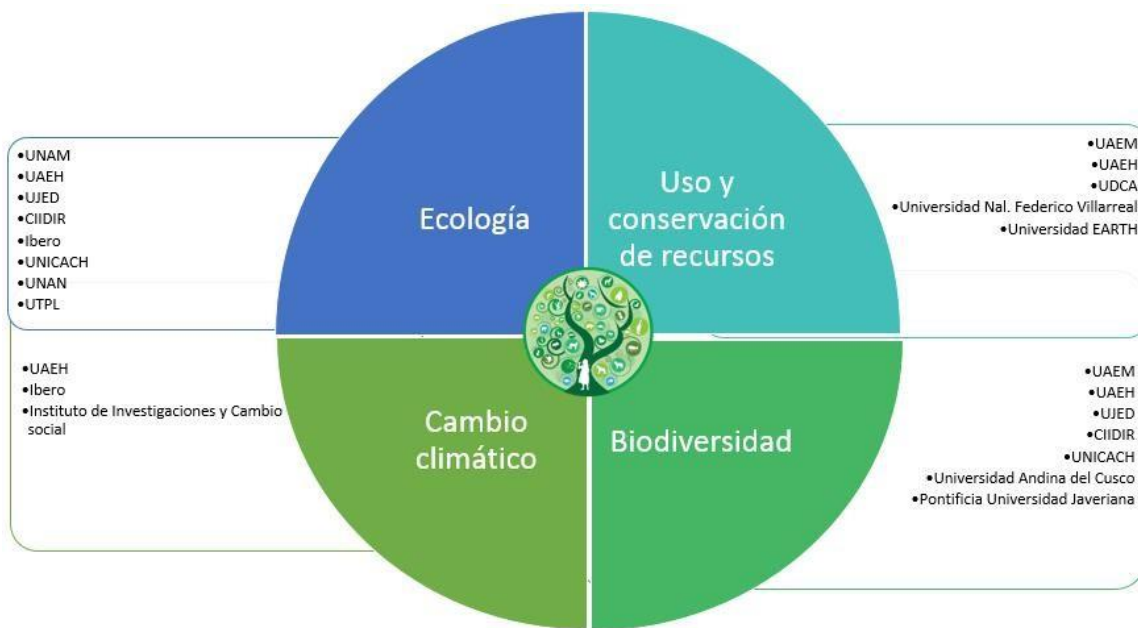 Ecología
•UNAM
•UAEH
•UJED
•CIIDIR
•Ibero
•UNICACH
•UNAN
•UTPL
Uso y
conservación
de recursos
•UAEM
•UAEH
•UDCA
•Universidad Nal. Federico Villarreal
•Universidad EARTH
Cambio
climático
•UAEH
•Ibero
•Instituto de Investigaciones y Cambio
social
Biodiversidad
•UAEM
•UAEH
•UJED
•CIIDIR
•UNICACH
•Universidad Andina del Cusco
•Pontificia Universidad Javeriana